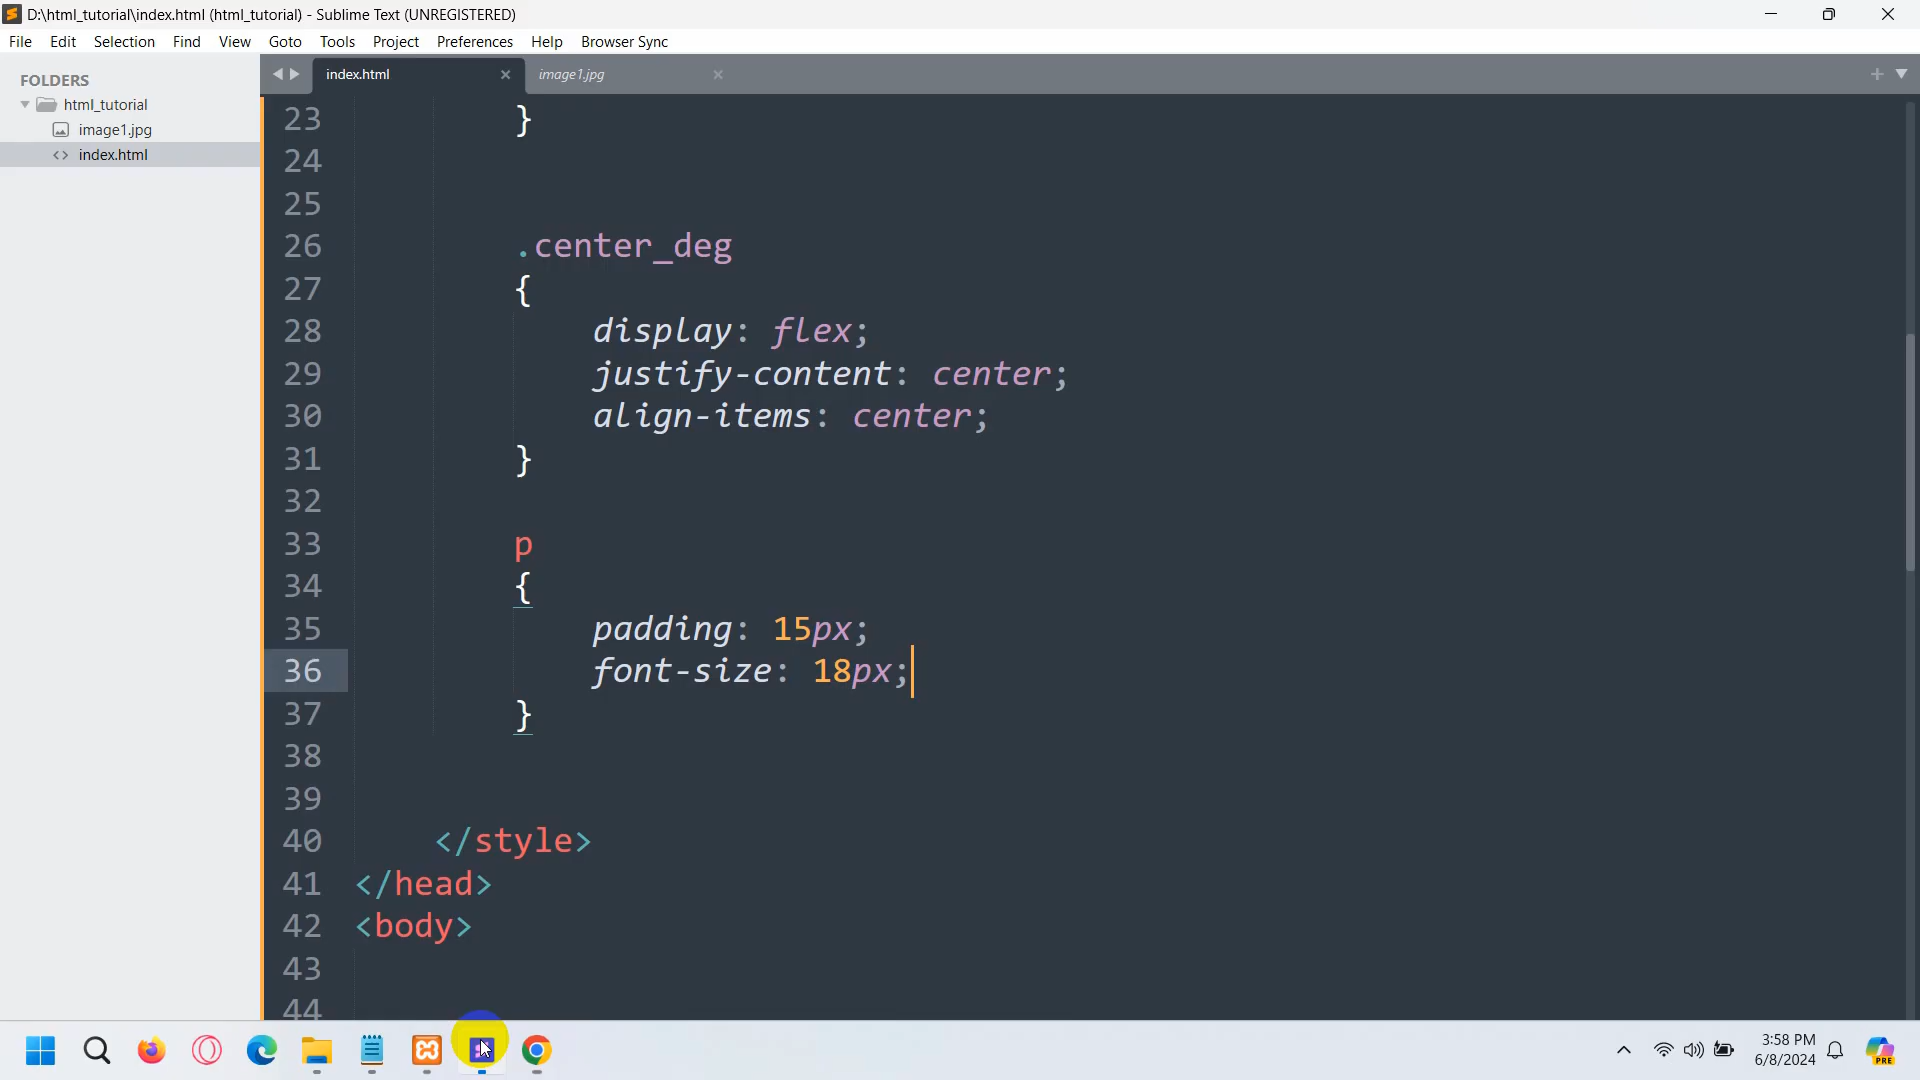 D:\html_tutorial\index.html (html_tutorial) - Sublime Text (UNREGISTERED)
File Edit Selection Find View Goto Tools Project Preferences Help Browser Sync
FOLDERS
html_tutorial
image1.jpg
index.html
index.html
image1.jpg
23 }
24
25
26 .center_deg
27 {
28 display: flex;
29 justify-content: center;
30 align-items: center;
31 }
32
33 p
34 {
35 padding: 15px;
36 font-size: 18px;
37 }
38
39
40 </style>
41 </head>
42 <body>
43
44
3:58 PM
6/8/2024
PRE